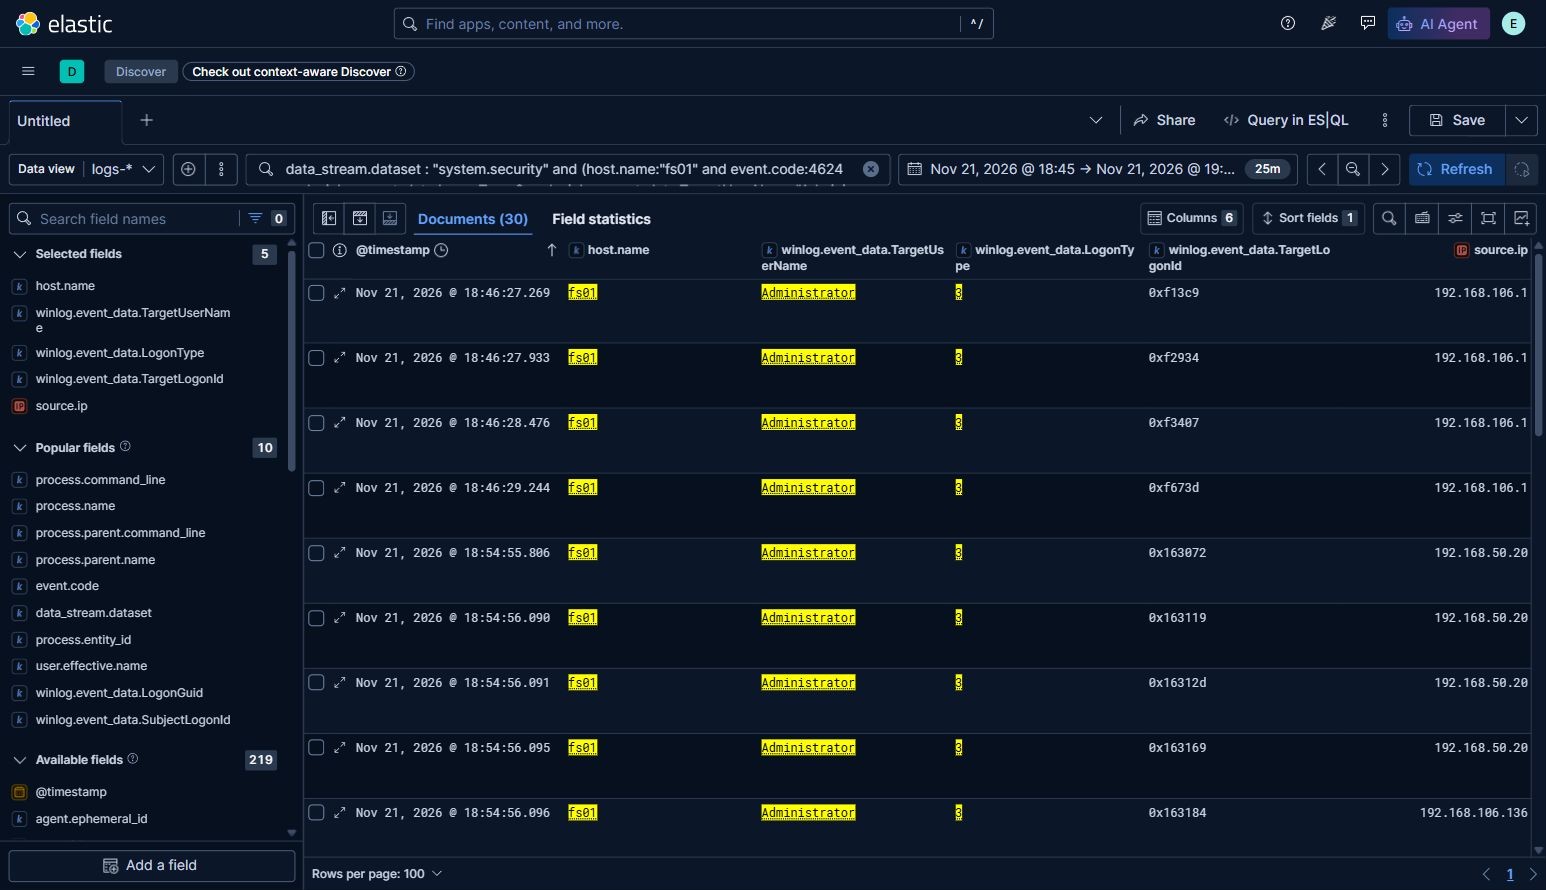 elastic
Find apps, content, and more.
^/
AI Agent
E
D
Discover
Check out context-aware Discover
Untitled
Share
Query in ES|QL
Save
Data view
logs-*
data_stream.dataset : "system.security" and (host.name:"fs01" and event.code:4624
Nov 21, 2026 @ 18:45 → Nov 21, 2026 @ 19:...
25m
Refresh
Search field names
0
Selected fields
5
host.name
winlog.event_data.TargetUserNam
e
winlog.event_data.LogonType
winlog.event_data.TargetLogonId
source.ip
Popular fields
10
process.command_line
process.name
process.parent.command_line
process.parent.name
event.code
data_stream.dataset
process.entity_id
user.effective.name
winlog.event_data.LogonGuid
winlog.event_data.SubjectLogonId
Available fields
219
@timestamp
agent.ephemeral_id
Add a field
Documents (30)
Field statistics
Columns 6
Sort fields 1
@timestamp
host.name
winlog.event_data.TargetUs
erName
winlog.event_data.LogonTy
pe
winlog.event_data.TargetLo
gonId
source.ip
Nov 21, 2026 @ 18:46:27.269 fs01 Administrator 3 0xf13c9 192.168.106.1
Nov 21, 2026 @ 18:46:27.933 fs01 Administrator 3 0xf2934 192.168.106.1
Nov 21, 2026 @ 18:46:28.476 fs01 Administrator 3 0xf3407 192.168.106.1
Nov 21, 2026 @ 18:46:29.244 fs01 Administrator 3 0xf673d 192.168.106.1
Nov 21, 2026 @ 18:54:55.806 fs01 Administrator 3 0x163072 192.168.50.20
Nov 21, 2026 @ 18:54:56.090 fs01 Administrator 3 0x163119 192.168.50.20
Nov 21, 2026 @ 18:54:56.091 fs01 Administrator 3 0x16312d 192.168.50.20
Nov 21, 2026 @ 18:54:56.095 fs01 Administrator 3 0x163169 192.168.50.20
Nov 21, 2026 @ 18:54:56.096 fs01 Administrator 3 0x163184 192.168.106.136
Rows per page: 100
1